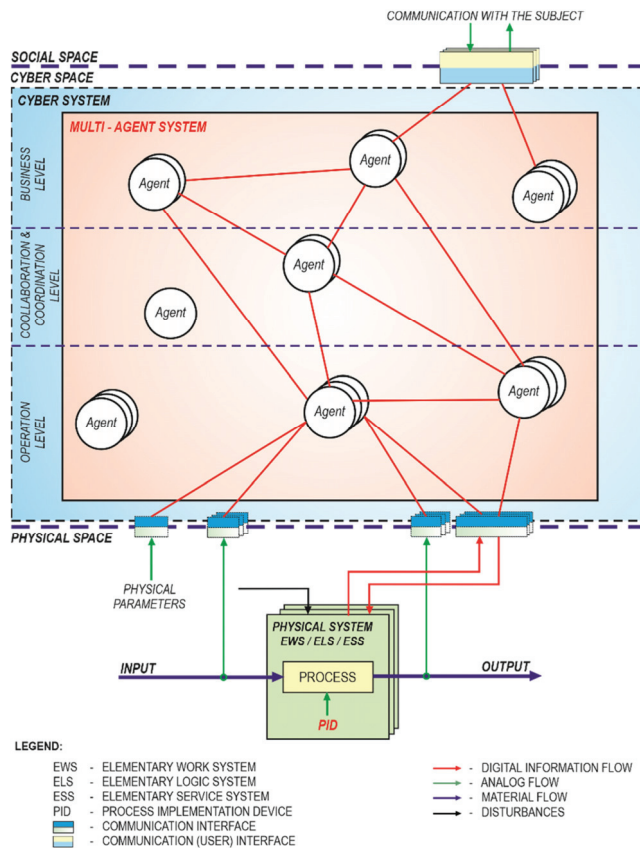 COMMUNICATION WITH THE SUBJECT
SOCIAL SPACE
CYBER SPACE
CYBER SYSTEM
MULTI - AGENT SYSTEM
BUSINESS
LEVEL
Agent
Agent
Agent
COOLLABORATION &
COORDINATION
LEVEL
Agent
Agent
OPERATION
LEVEL
Agent
Agent
Agent
PHYSICAL SPACE
PHYSICAL
PARAMETERS
PHYSICAL SYSTEM
EWS / ELS / ESS
INPUT
PROCESS
OUTPUT
PID
LEGEND:
EWS - ELEMENTARY WORK SYSTEM
ELS - ELEMENTARY LOGIC SYSTEM
ESS - ELEMENTARY SERVICE SYSTEM
PID - PROCESS IMPLEMENTATION DEVICE
- COMMUNICATION INTERFACE
- COMMUNICATION (USER) INTERFACE
- DIGITAL INFORMATION FLOW
- ANALOG FLOW
- MATERIAL FLOW
- DISTURBANCES